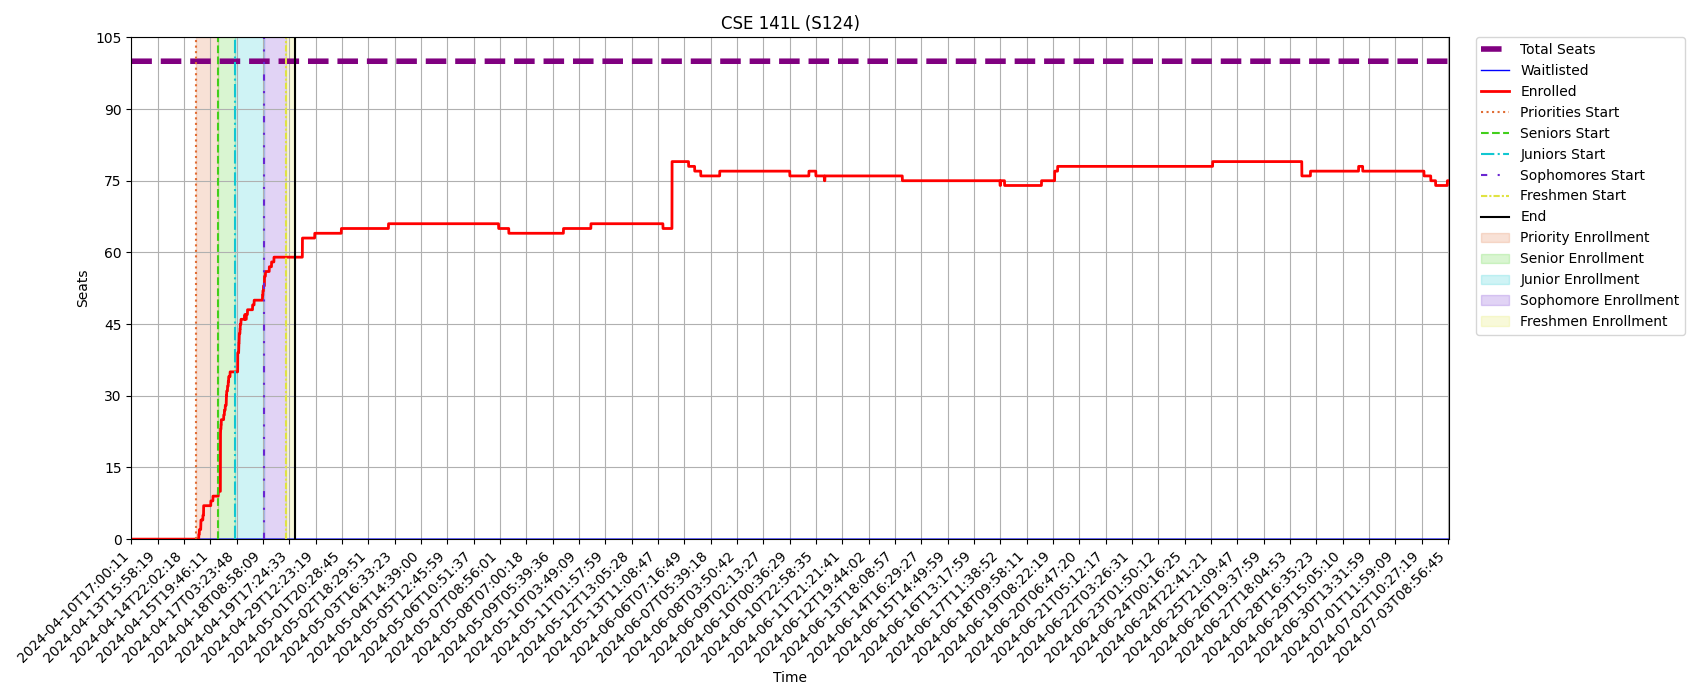 CSE 141L (S124)
105
90
75
60
45
30
15
0
Seats
2024-04-10T17:00:11
2024-04-13T15:58:19
2024-04-14T22:02:18
2024-04-15T19:46:11
2024-04-17T03:23:48
2024-04-18T08:58:09
2024-04-19T17:24:33
2024-04-29T12:23:19
2024-05-01T20:28:45
2024-05-02T18:29:51
2024-05-03T16:33:23
2024-05-04T14:39:00
2024-05-05T12:45:59
2024-05-06T10:51:37
2024-05-07T08:56:01
2024-05-08T07:00:18
2024-05-09T05:39:36
2024-05-10T03:49:09
2024-05-11T01:57:59
2024-05-12T13:05:28
2024-05-13T11:08:47
2024-06-06T07:16:49
2024-06-07T05:39:18
2024-06-08T03:50:42
2024-06-09T02:13:27
2024-06-10T00:36:29
2024-06-10T22:58:35
2024-06-11T21:21:41
2024-06-12T19:44:02
2024-06-13T18:08:57
2024-06-14T16:29:27
2024-06-15T14:49:59
2024-06-16T13:17:59
2024-06-17T11:38:52
2024-06-18T09:58:11
2024-06-19T08:22:19
2024-06-20T06:47:20
2024-06-21T05:12:17
2024-06-22T03:26:31
2024-06-23T01:50:12
2024-06-24T00:16:25
2024-06-24T22:41:21
2024-06-25T21:09:47
2024-06-26T19:37:59
2024-06-27T18:04:53
2024-06-28T16:35:23
2024-06-29T15:05:10
2024-06-30T13:31:59
2024-07-01T11:59:09
2024-07-02T10:27:19
2024-07-03T08:56:45
Time
Total Seats
Waitlisted
Enrolled
Priorities Start
Seniors Start
Juniors Start
Sophomores Start
Freshmen Start
End
Priority Enrollment
Senior Enrollment
Junior Enrollment
Sophomore Enrollment
Freshmen Enrollment